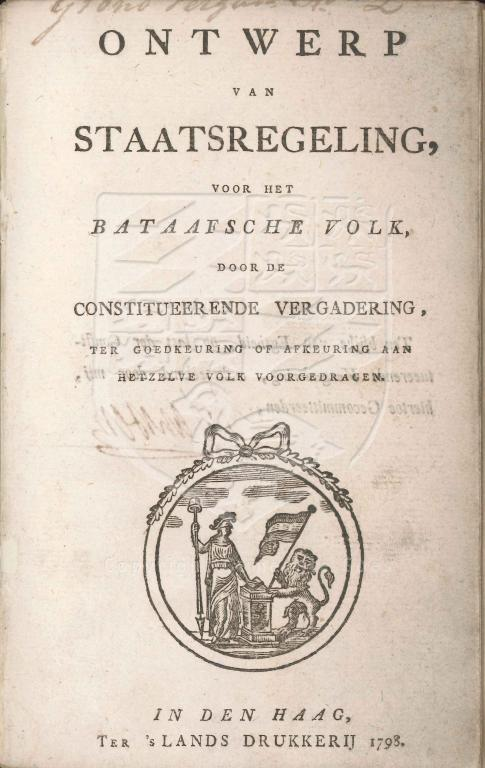 ONTWERP
VAN
STAATSREGELING,
VOOR HET
BATAAFSCHE VOLK,
DOOR DE
CONSTITUEERENDE VERGADERING,
TER GOEDKEURING OF AFKEURING AAN
HETZELVE VOLK VOORGEDRAGEN.
IN DEN HAAG,
TER 's LANDS DRUKKERIJ 1798.